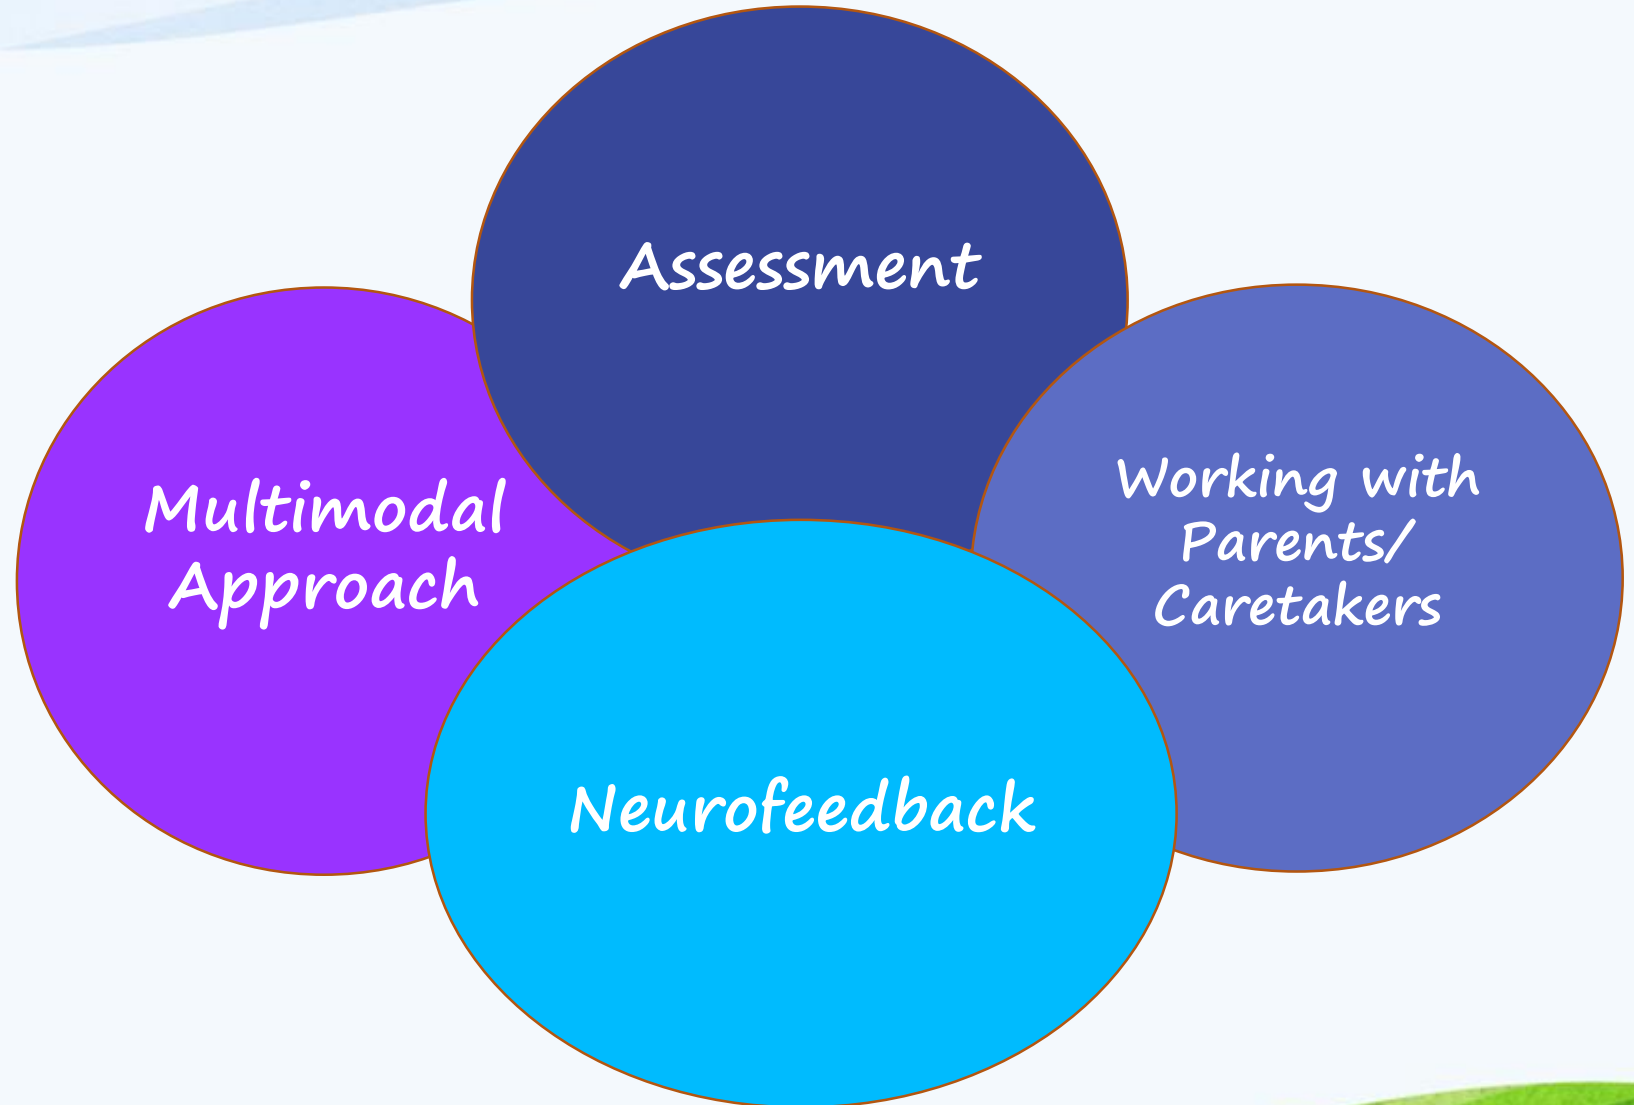 Assessment
Multimodal
Approach
Working with
Parents/
Caretakers
Neurofeedback